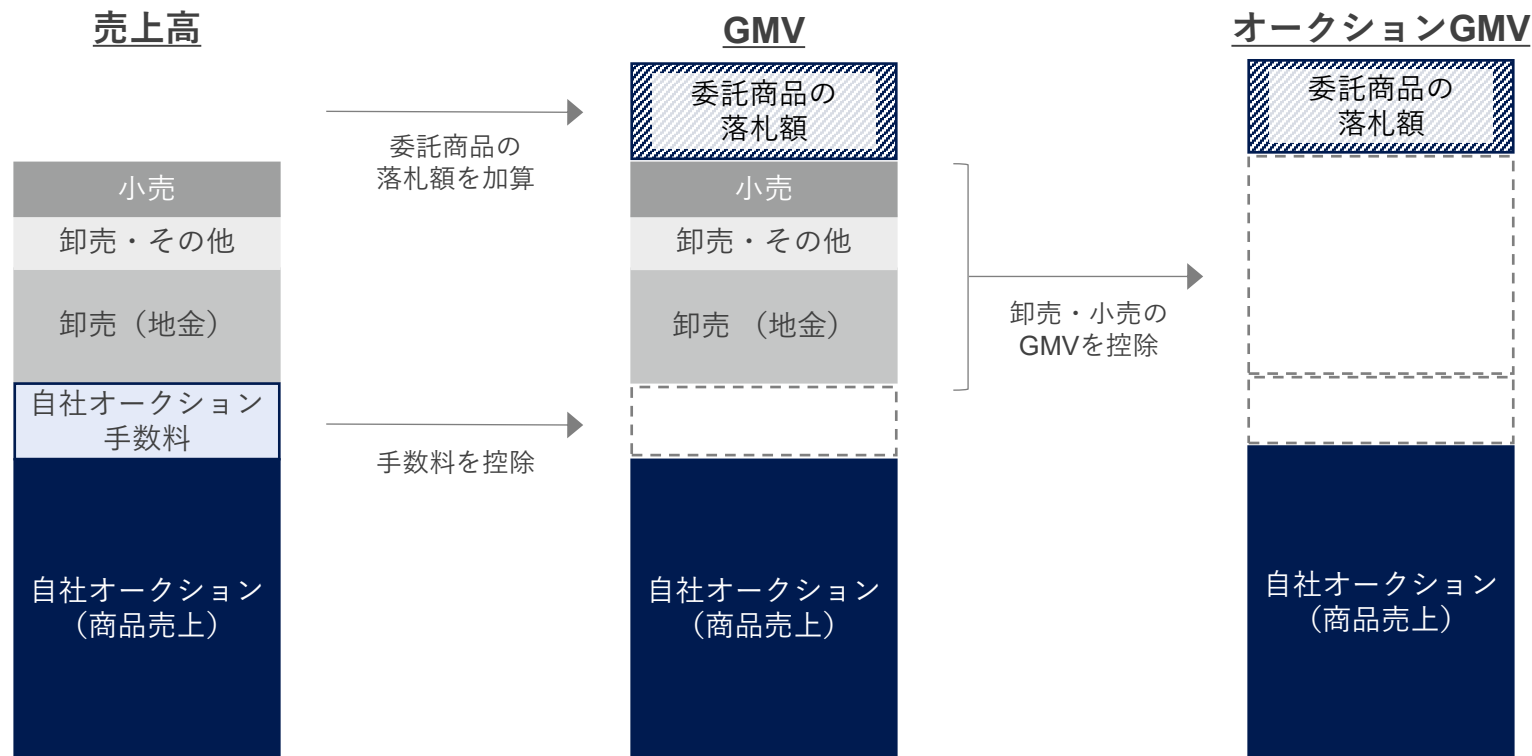 売上高
小売
卸売・その他
卸売（地金）
自社オークション
手数料
自社オークション
（商品売上）
委託商品の
落札額を加算
手数料を控除
GMV
委託商品の
落札額
小売
卸売・その他
卸売 （地金）
自社オークション
（商品売上）
卸売・小売の
GMVを控除
オークションGMV
委託商品の
落札額
自社オークション
（商品売上）